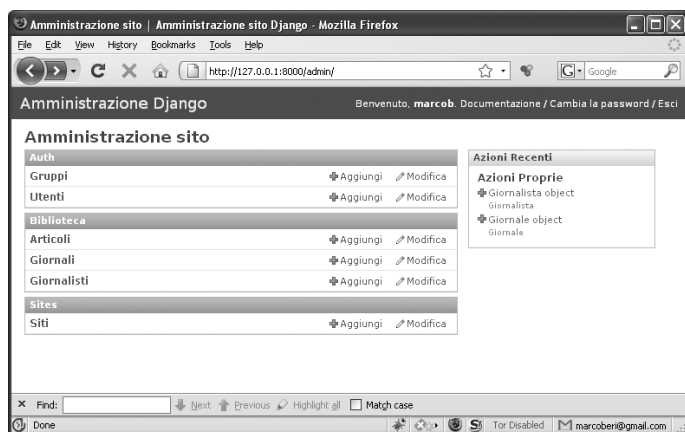 Amministrazione sito | Amministrazione sito Django - Mozilla Firefox
File Edit View History Bookmarks Tools Help
http://127.0.0.1:8000/admin/ G Google
Amministrazione Django Benvenuto, marcob. Documentazione / Cambia la password / Esci
Amministrazione sito
Auth
Gruppi Aggiungi Modifica
Utenti Aggiungi Modifica
Biblioteca
Articoli Aggiungi Modifica
Giornali Aggiungi Modifica
Giornalisti Aggiungi Modifica
Sites
Siti Aggiungi Modifica
Azioni Recenti
Azioni Proprie
Giornalista object
Giornalista
Giornale object
Giornale
Find: Next Previous Highlight all Match case
Done Tor Disabled marcoberi@gmail.com